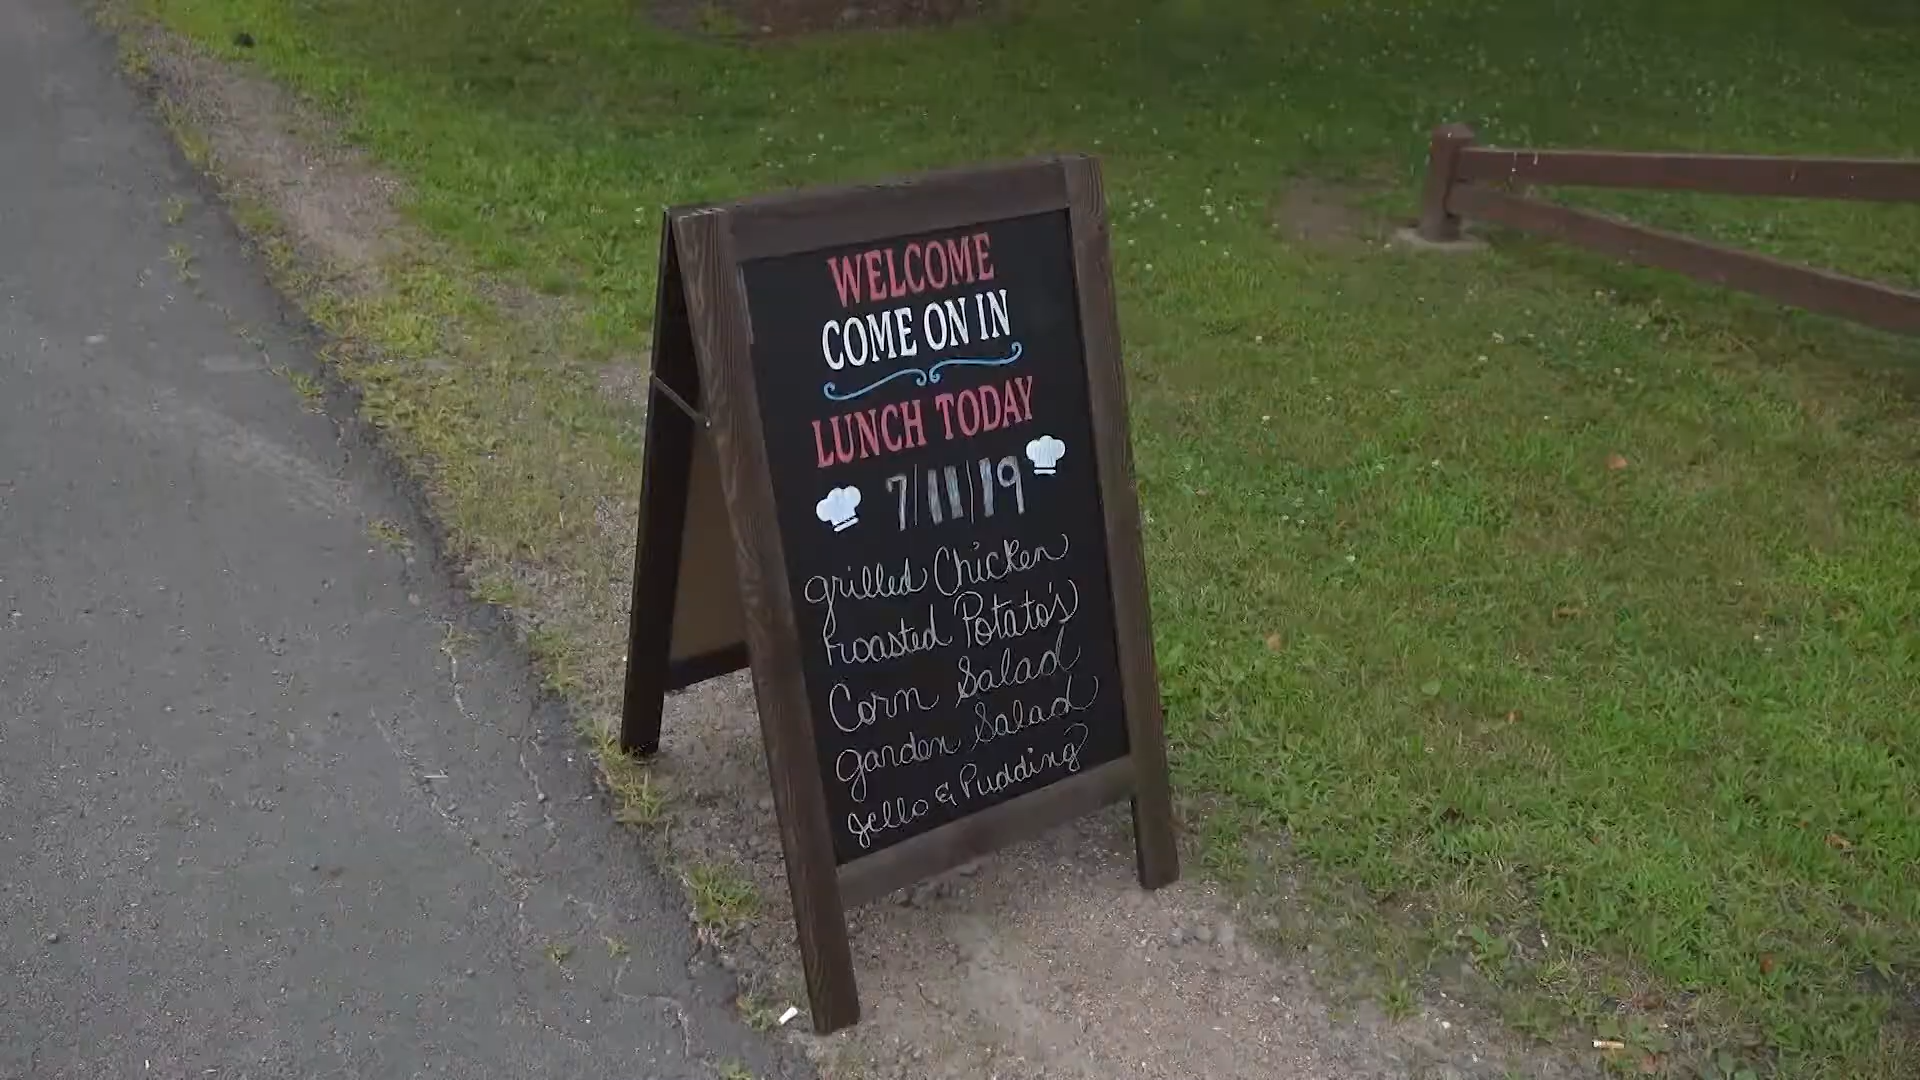 WELCOME
COME ON IN
LUNCH TODAY
7/11/19
grilled Chicken
roasted Potato's
Corn Salad
garden Salad
Jello & Pudding